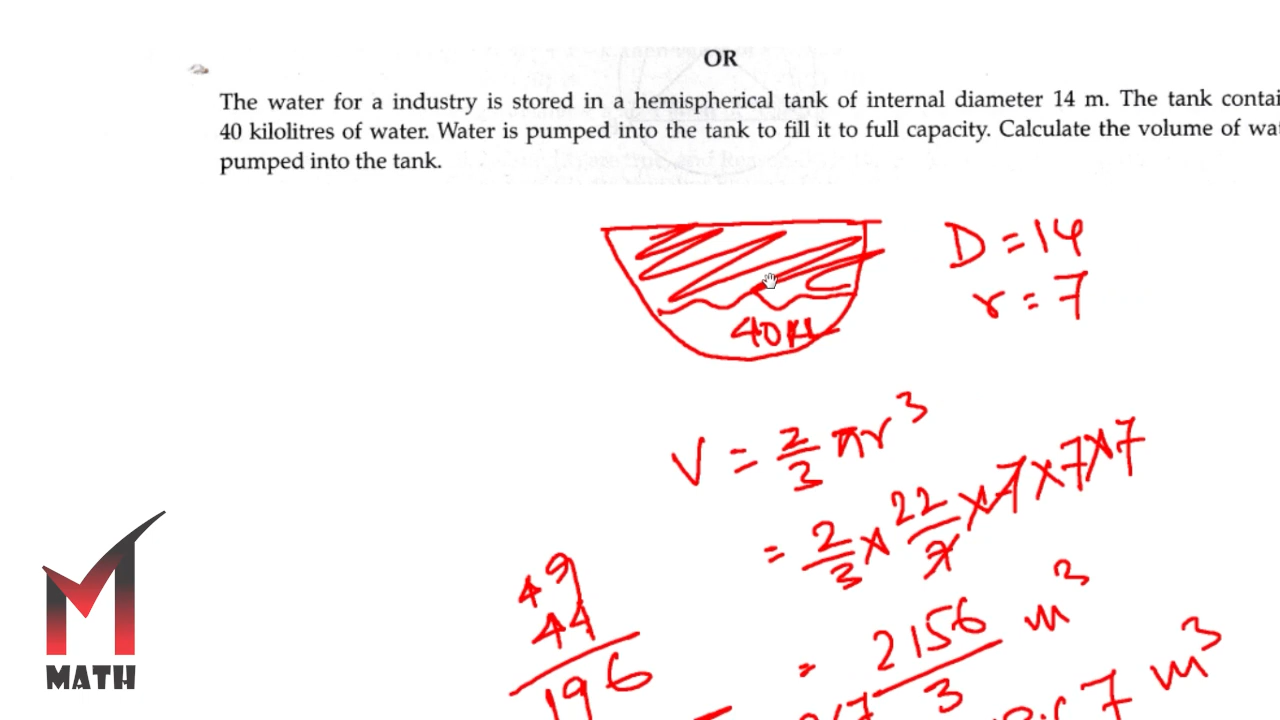 OR
The water for a industry is stored in a hemispherical tank of internal diameter 14 m. The tank contai
40 kilolitres of water. Water is pumped into the tank to fill it to full capacity. Calculate the volume of wat
pumped into the tank.
D = 14
r = 7
40 Kl
V = 2/3 πr³
= 2/3 × 22/7 × 7 × 7 × 7
49
44
196
= 2156/3 m³
7 m³
MATH